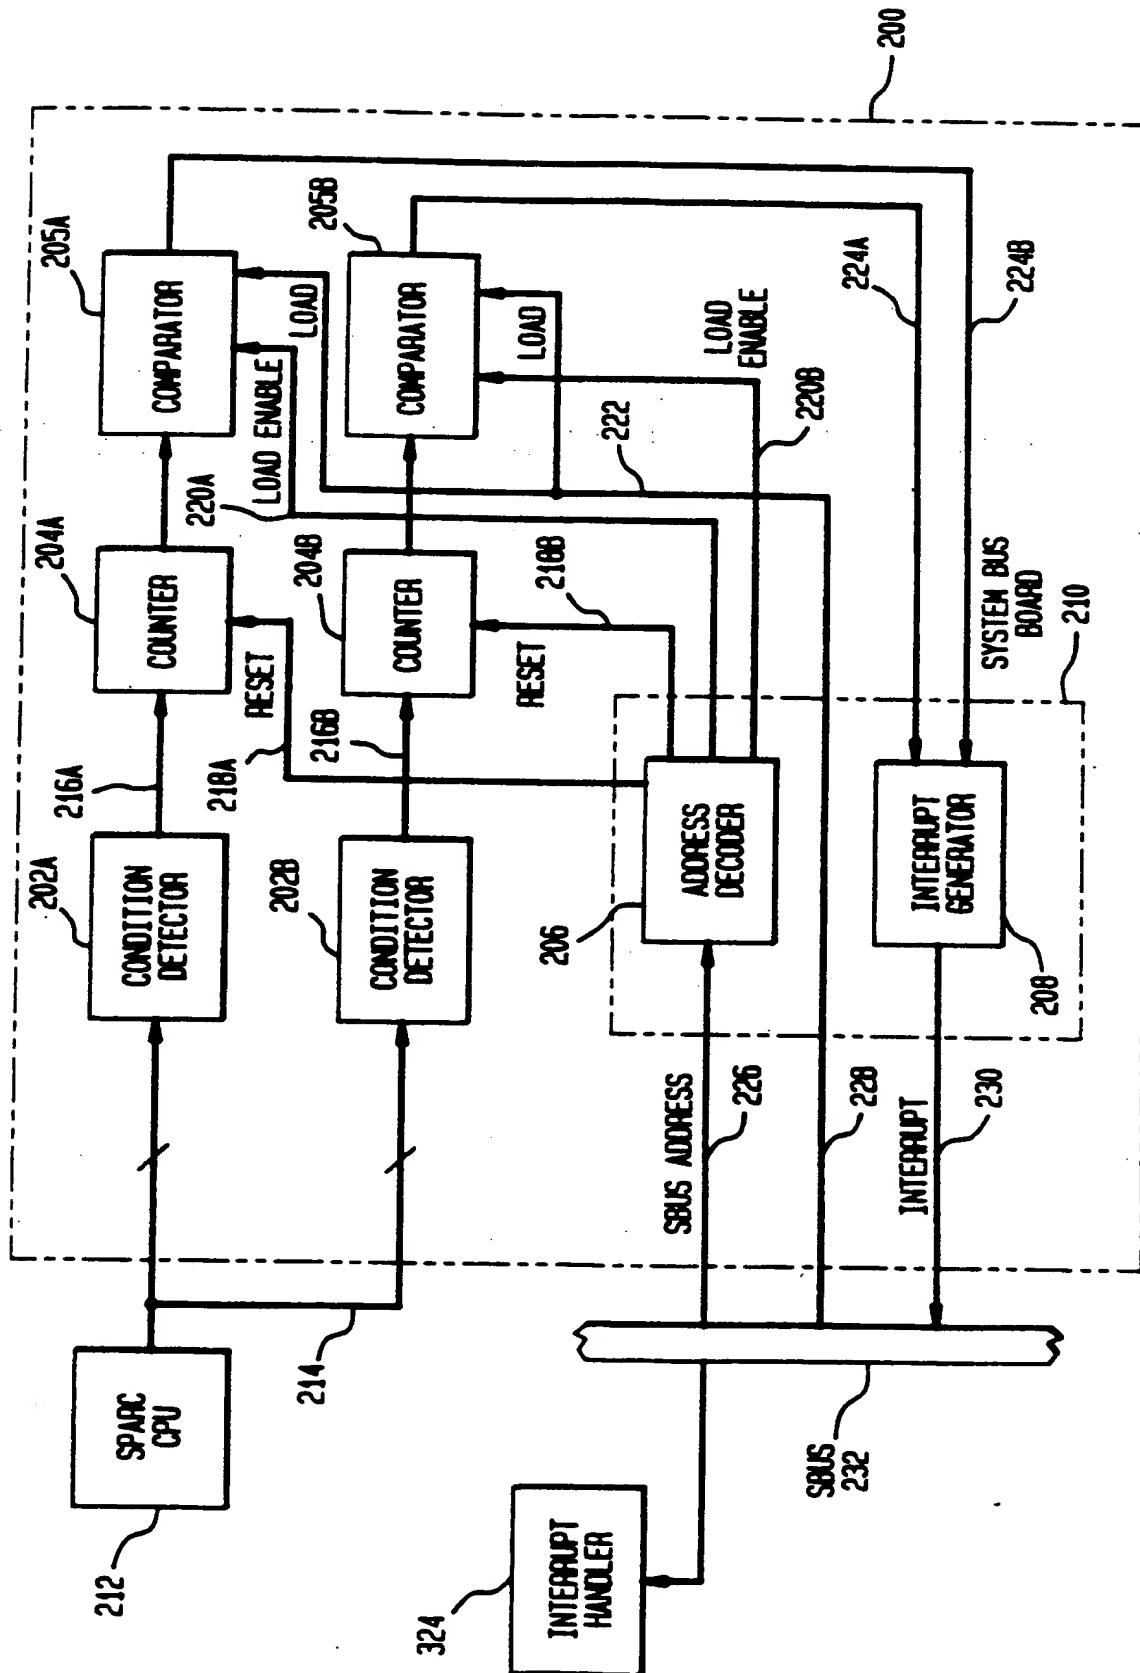 200
205A
COMPARATOR
LOAD
LOAD ENABLE
220A
204A
COUNTER
RESET
218A
216A
202A
CONDITION
DETECTOR
205B
COMPARATOR
LOAD
LOAD
ENABLE
220B
222
204B
COUNTER
RESET
218B
216B
202B
CONDITION
DETECTOR
224A
224B
SYSTEM BUS
BOARD
210
206
ADDRESS
DECODER
INTERRUPT
GENERATOR
208
SBUS ADDRESS
226
228
INTERRUPT
230
212
SPARC
CPU
214
SBUS
232
324
INTERRUPT
HANDLER